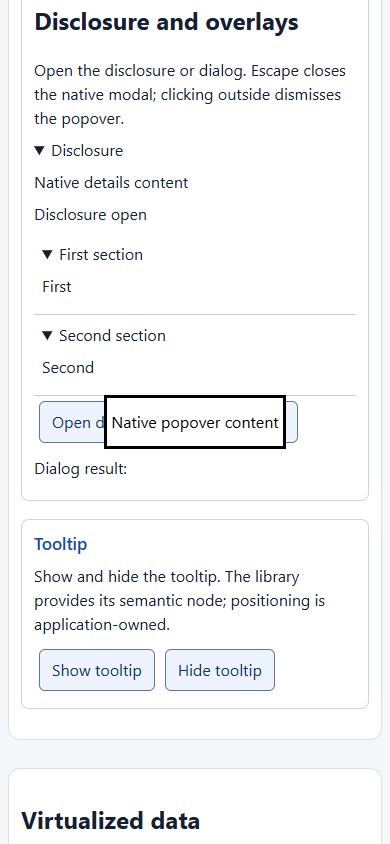 Disclosure and overlays
Open the disclosure or dialog. Escape closes
the native modal; clicking outside dismisses
the popover.
Disclosure
Native details content
Disclosure open
First section
First
Second section
Second
Open d
Native popover content
Dialog result:
Tooltip
Show and hide the tooltip. The library
provides its semantic node; positioning is
application-owned.
Show tooltip
Hide tooltip
Virtualized data